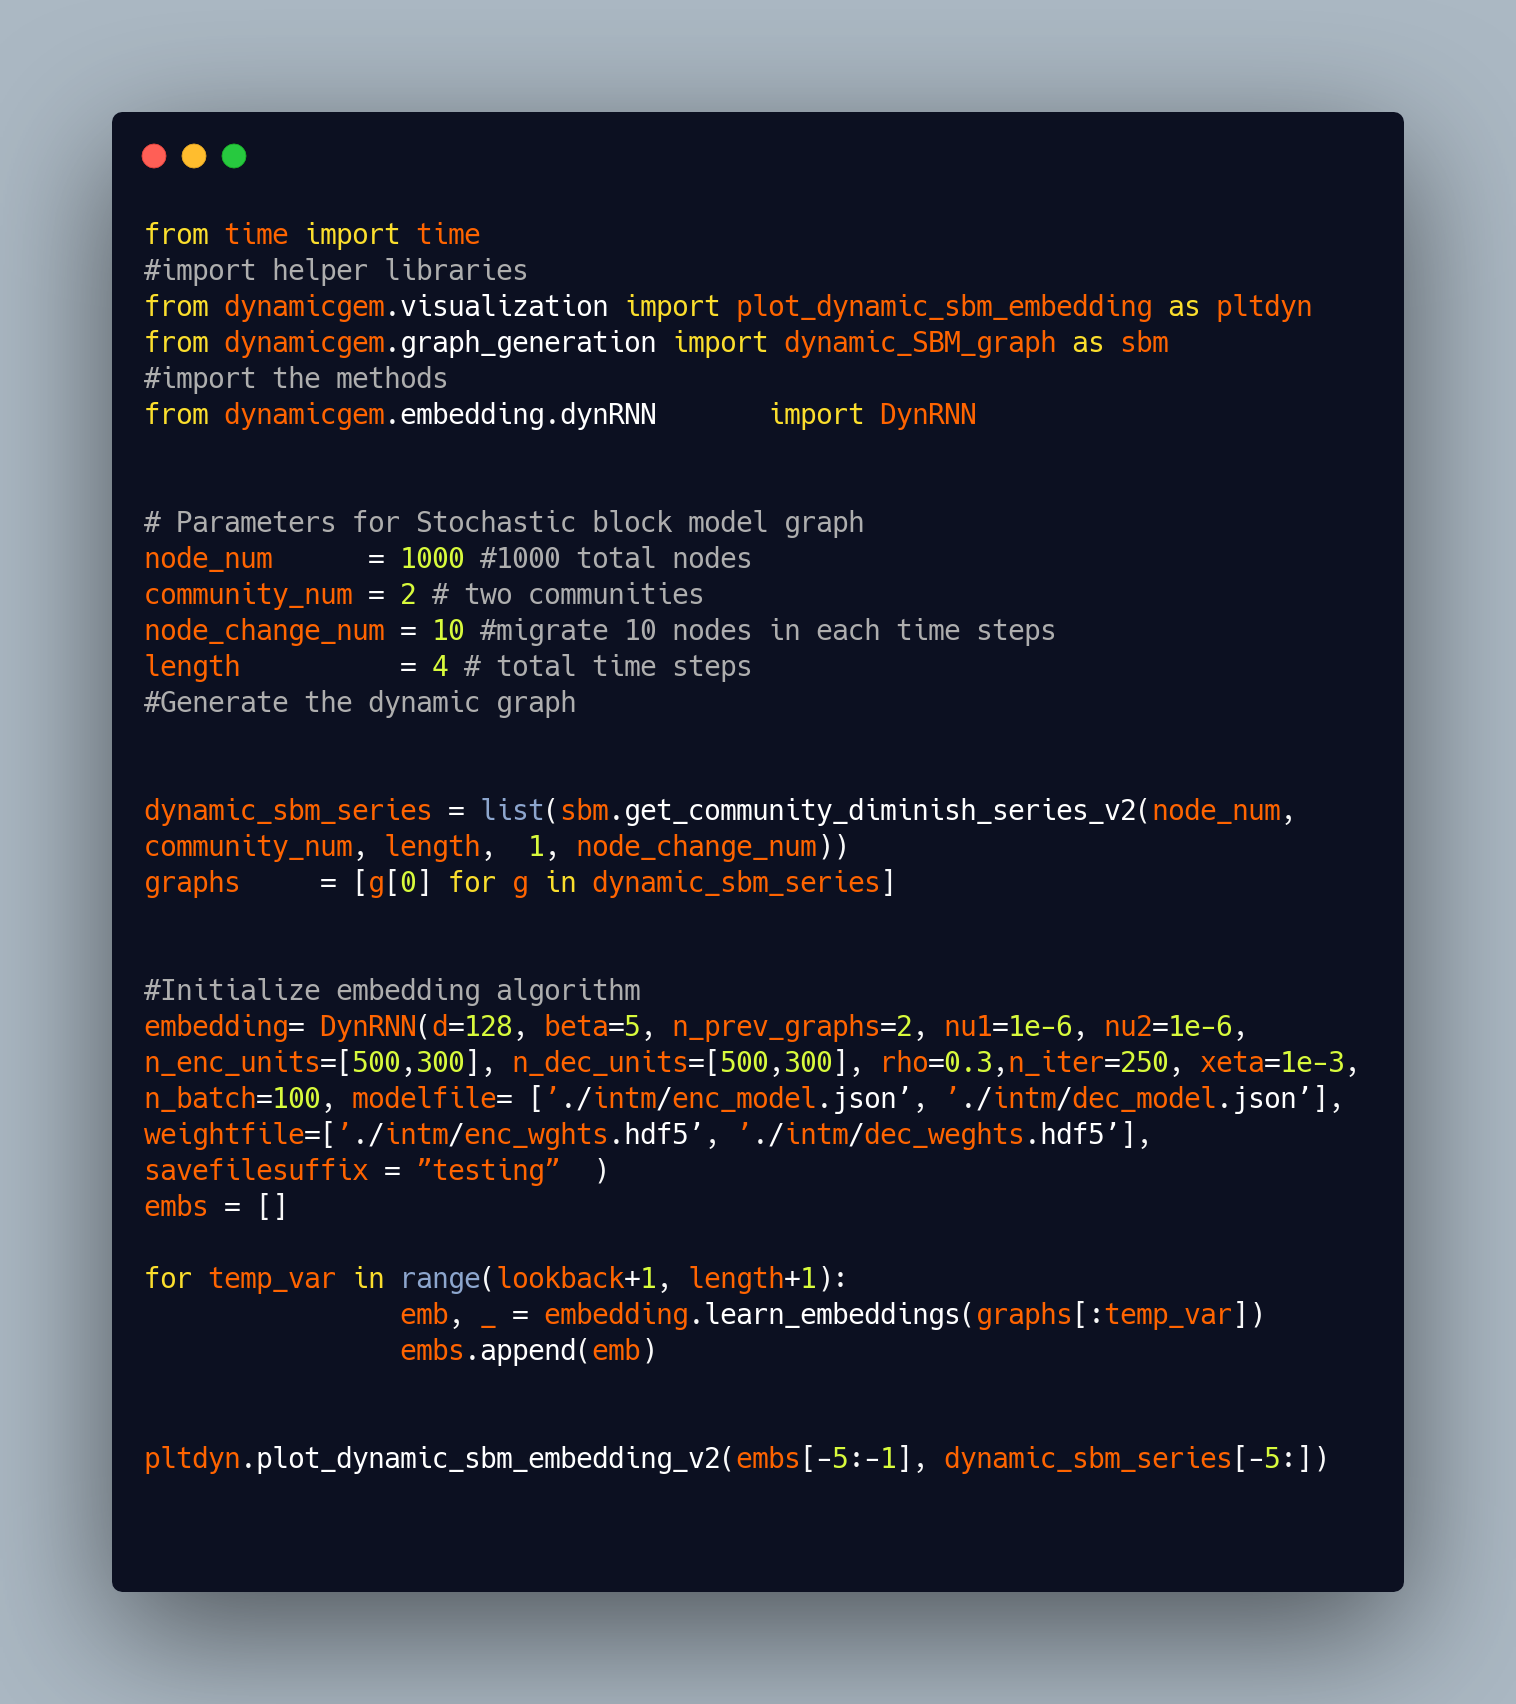 from time import time
#import helper libraries
from dynamicgem.visualization import plot_dynamic_sbm_embedding as pltdyn
from dynamicgem.graph_generation import dynamic_SBM_graph as sbm
#import the methods
from dynamicgem.embedding.dynRNN       import DynRNN
# Parameters for Stochastic block model graph
node_num      = 1000 #1000 total nodes
community_num = 2 # two communities
node_change_num = 10 #migrate 10 nodes in each time steps
length          = 4 # total time steps
#Generate the dynamic graph
dynamic_sbm_series = list(sbm.get_community_diminish_series_v2(node_num,
community_num, length,  1, node_change_num))
graphs     = [g[0] for g in dynamic_sbm_series]
#Initialize embedding algorithm
embedding= DynRNN(d=128, beta=5, n_prev_graphs=2, nu1=1e-6, nu2=1e-6,
n_enc_units=[500,300], n_dec_units=[500,300], rho=0.3,n_iter=250, xeta=1e-3,
n_batch=100, modelfile= [’./intm/enc_model.json’, ’./intm/dec_model.json’],
weightfile=[’./intm/enc_wghts.hdf5’, ’./intm/dec_weghts.hdf5’],
savefilesuffix = ”testing”  )
embs = []
for temp_var in range(lookback+1, length+1):
                emb, _ = embedding.learn_embeddings(graphs[:temp_var])
                embs.append(emb)
pltdyn.plot_dynamic_sbm_embedding_v2(embs[-5:-1], dynamic_sbm_series[-5:])